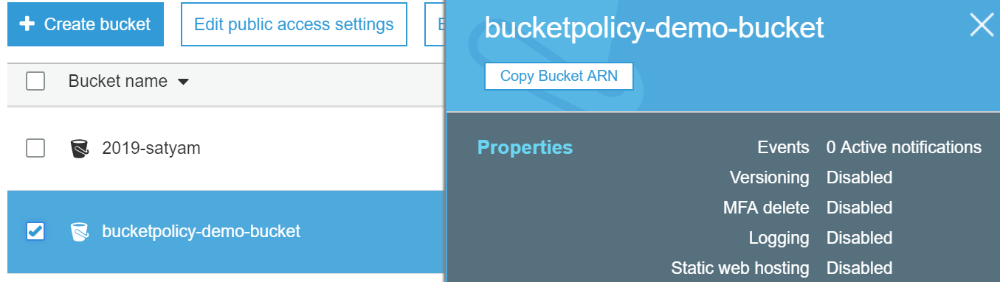 + Create bucket
Edit public access settings
Bucket name
2019-satyam
bucketpolicy-demo-bucket
bucketpolicy-demo-bucket
Copy Bucket ARN
Properties
Events 0 Active notifications
Versioning Disabled
MFA delete Disabled
Logging Disabled
Static web hosting Disabled